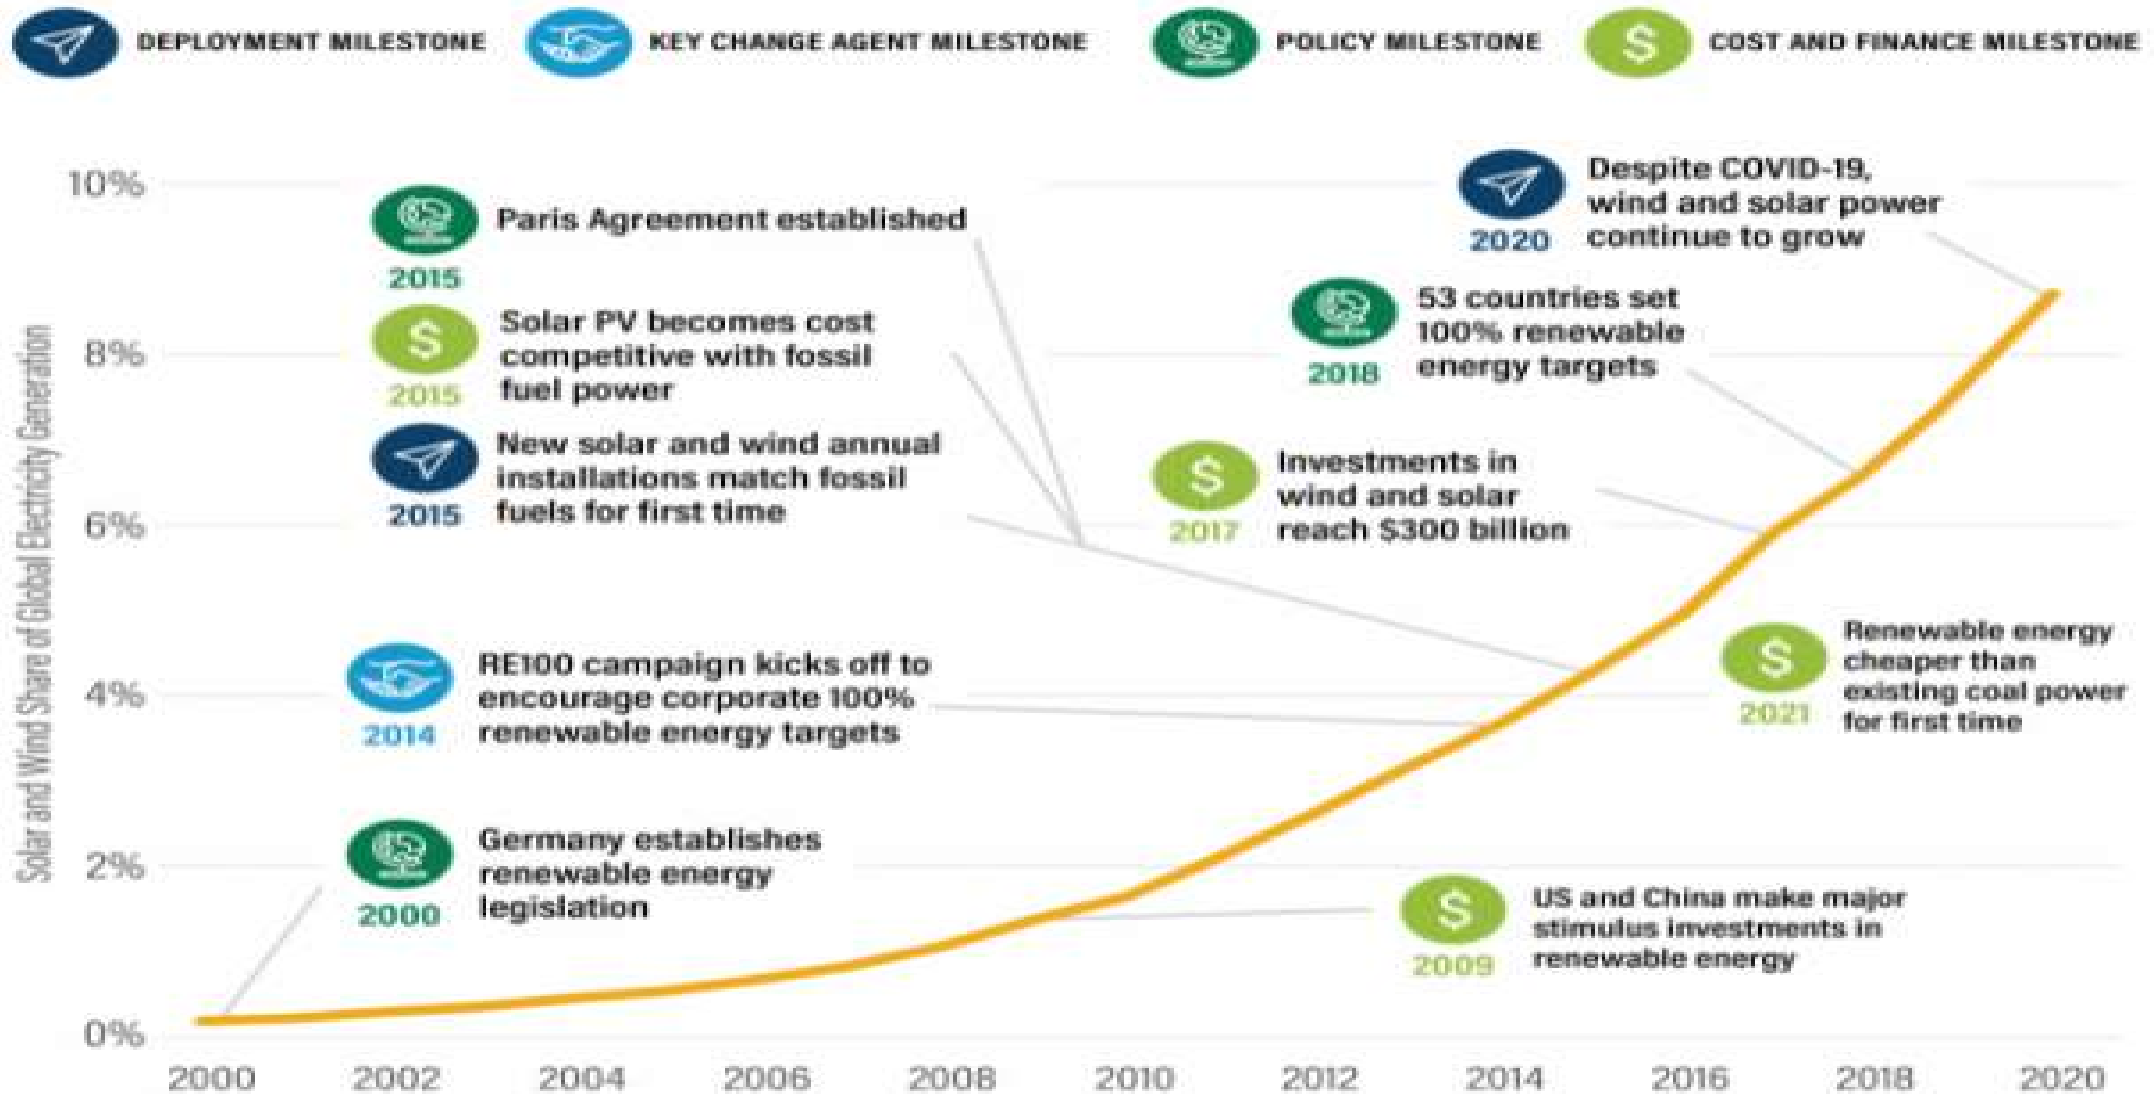 DEPLOYMENT MILESTONE
KEY CHANGE AGENT MILESTONE
POLICY MILESTONE
$
COST AND FINANCE MILESTONE
Solar and Wind Share of Global Electricity Generation
10%
8%
6%
4%
2%
0%
Paris Agreement established
2015
$
2015
Solar PV becomes cost
competitive with fossil
fuel power
2015
New solar and wind annual
installations match fossil
fuels for first time
2014
RE100 campaign kicks off to
encourage corporate 100%
renewable energy targets
2000
Germany establishes
renewable energy
legislation
2020
Despite COVID-19,
wind and solar power
continue to grow
2018
53 countries set
100% renewable
energy targets
$
2017
Investments in
wind and solar
reach $300 billion
$
2021
Renewable energy
cheaper than
existing coal power
for first time
$
2009
US and China make major
stimulus investments in
renewable energy
2000
2002
2004
2006
2008
2010
2012
2014
2016
2018
2020